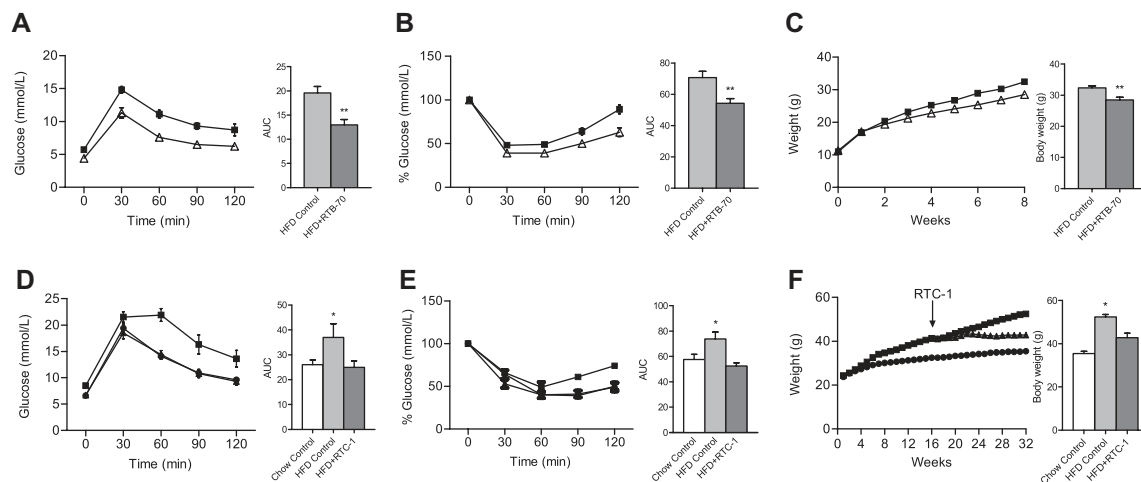 A
Glucose (mmol/L)
20
15
10
5
0
0 30 60 90 120
Time (min)
AUC
25
20
15
10
5
0
**
HFD Control
HFD+RTB-70
B
% Glucose (mmol/L)
150
100
50
0
0 30 60 90 120
Time (min)
AUC
80
60
40
20
0
**
HFD Control
HFD+RTB-70
C
Weight (g)
40
30
20
10
0
0 2 4 6 8
Weeks
Body weight (g)
40
30
20
10
0
**
HFD Control
HFD+RTB-70
D
Glucose (mmol/L)
30
20
10
0
0 30 60 90 120
Time (min)
AUC
50
40
30
20
10
0
*
Chow Control
HFD Control
HFD+RTC-1
E
% Glucose (mmol/L)
150
100
50
0
0 30 60 90 120
Time (min)
AUC
100
80
60
40
20
0
*
Chow Control
HFD Control
HFD+RTC-1
F
Weight (g)
60
40
20
0
RTC-1
0 4 8 12 16 20 24 28 32
Weeks
Body weight (g)
60
40
20
0
*
Chow Control
HFD Control
HFD+RTC-1